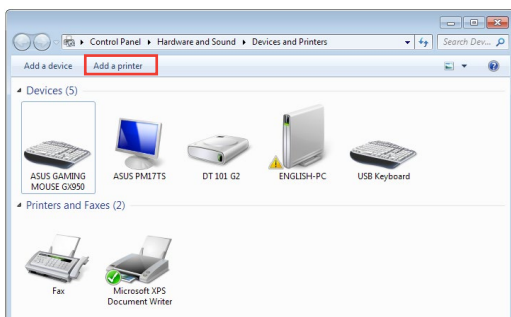 Control Panel ▸ Hardware and Sound ▸ Devices and Printers
Search Dev...
Add a device
Add a printer
Devices (5)
ASUS GAMING
MOUSE GX950
ASUS PM17TS
DT 101 G2
ENGLISH-PC
USB Keyboard
Printers and Faxes (2)
Fax
Microsoft XPS
Document Writer